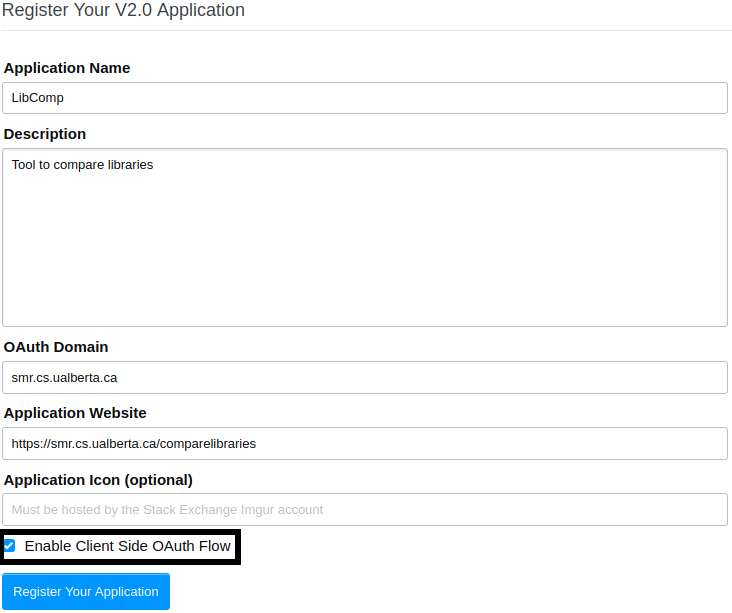 Register Your V2.0 Application
Application Name
LibComp
Description
Tool to compare libraries
OAuth Domain
smr.cs.ualberta.ca
Application Website
https://smr.cs.ualberta.ca/comparelibraries
Application Icon (optional)
Must be hosted by the Stack Exchange Imgur account
Enable Client Side OAuth Flow
Register Your Application